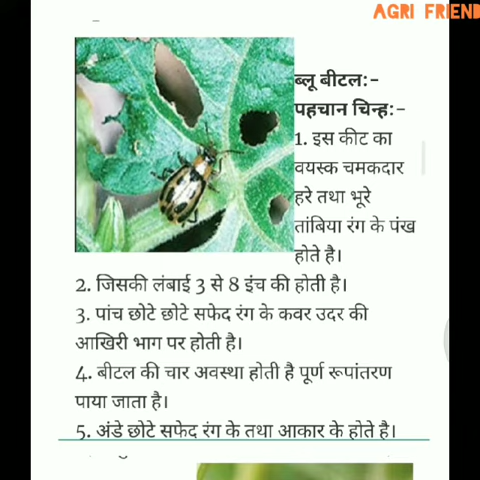 AGRI FRIEND
ब्लू बीटल:-
पहचान चिन्ह:-
1. इस कीट का
वयस्क चमकदार
हरे तथा भूरे
तांबिया रंग के पंख
होते है।
2. जिसकी लंबाई 3 से 8 इंच की होती है।
3. पांच छोटे छोटे सफेद रंग के कवर उदर की
आखिरी भाग पर होती है।
4. बीटल की चार अवस्था होती है पूर्ण रूपांतरण
पाया जाता है।
5. अंडे छोटे सफेद रंग के तथा आकार के होते है।